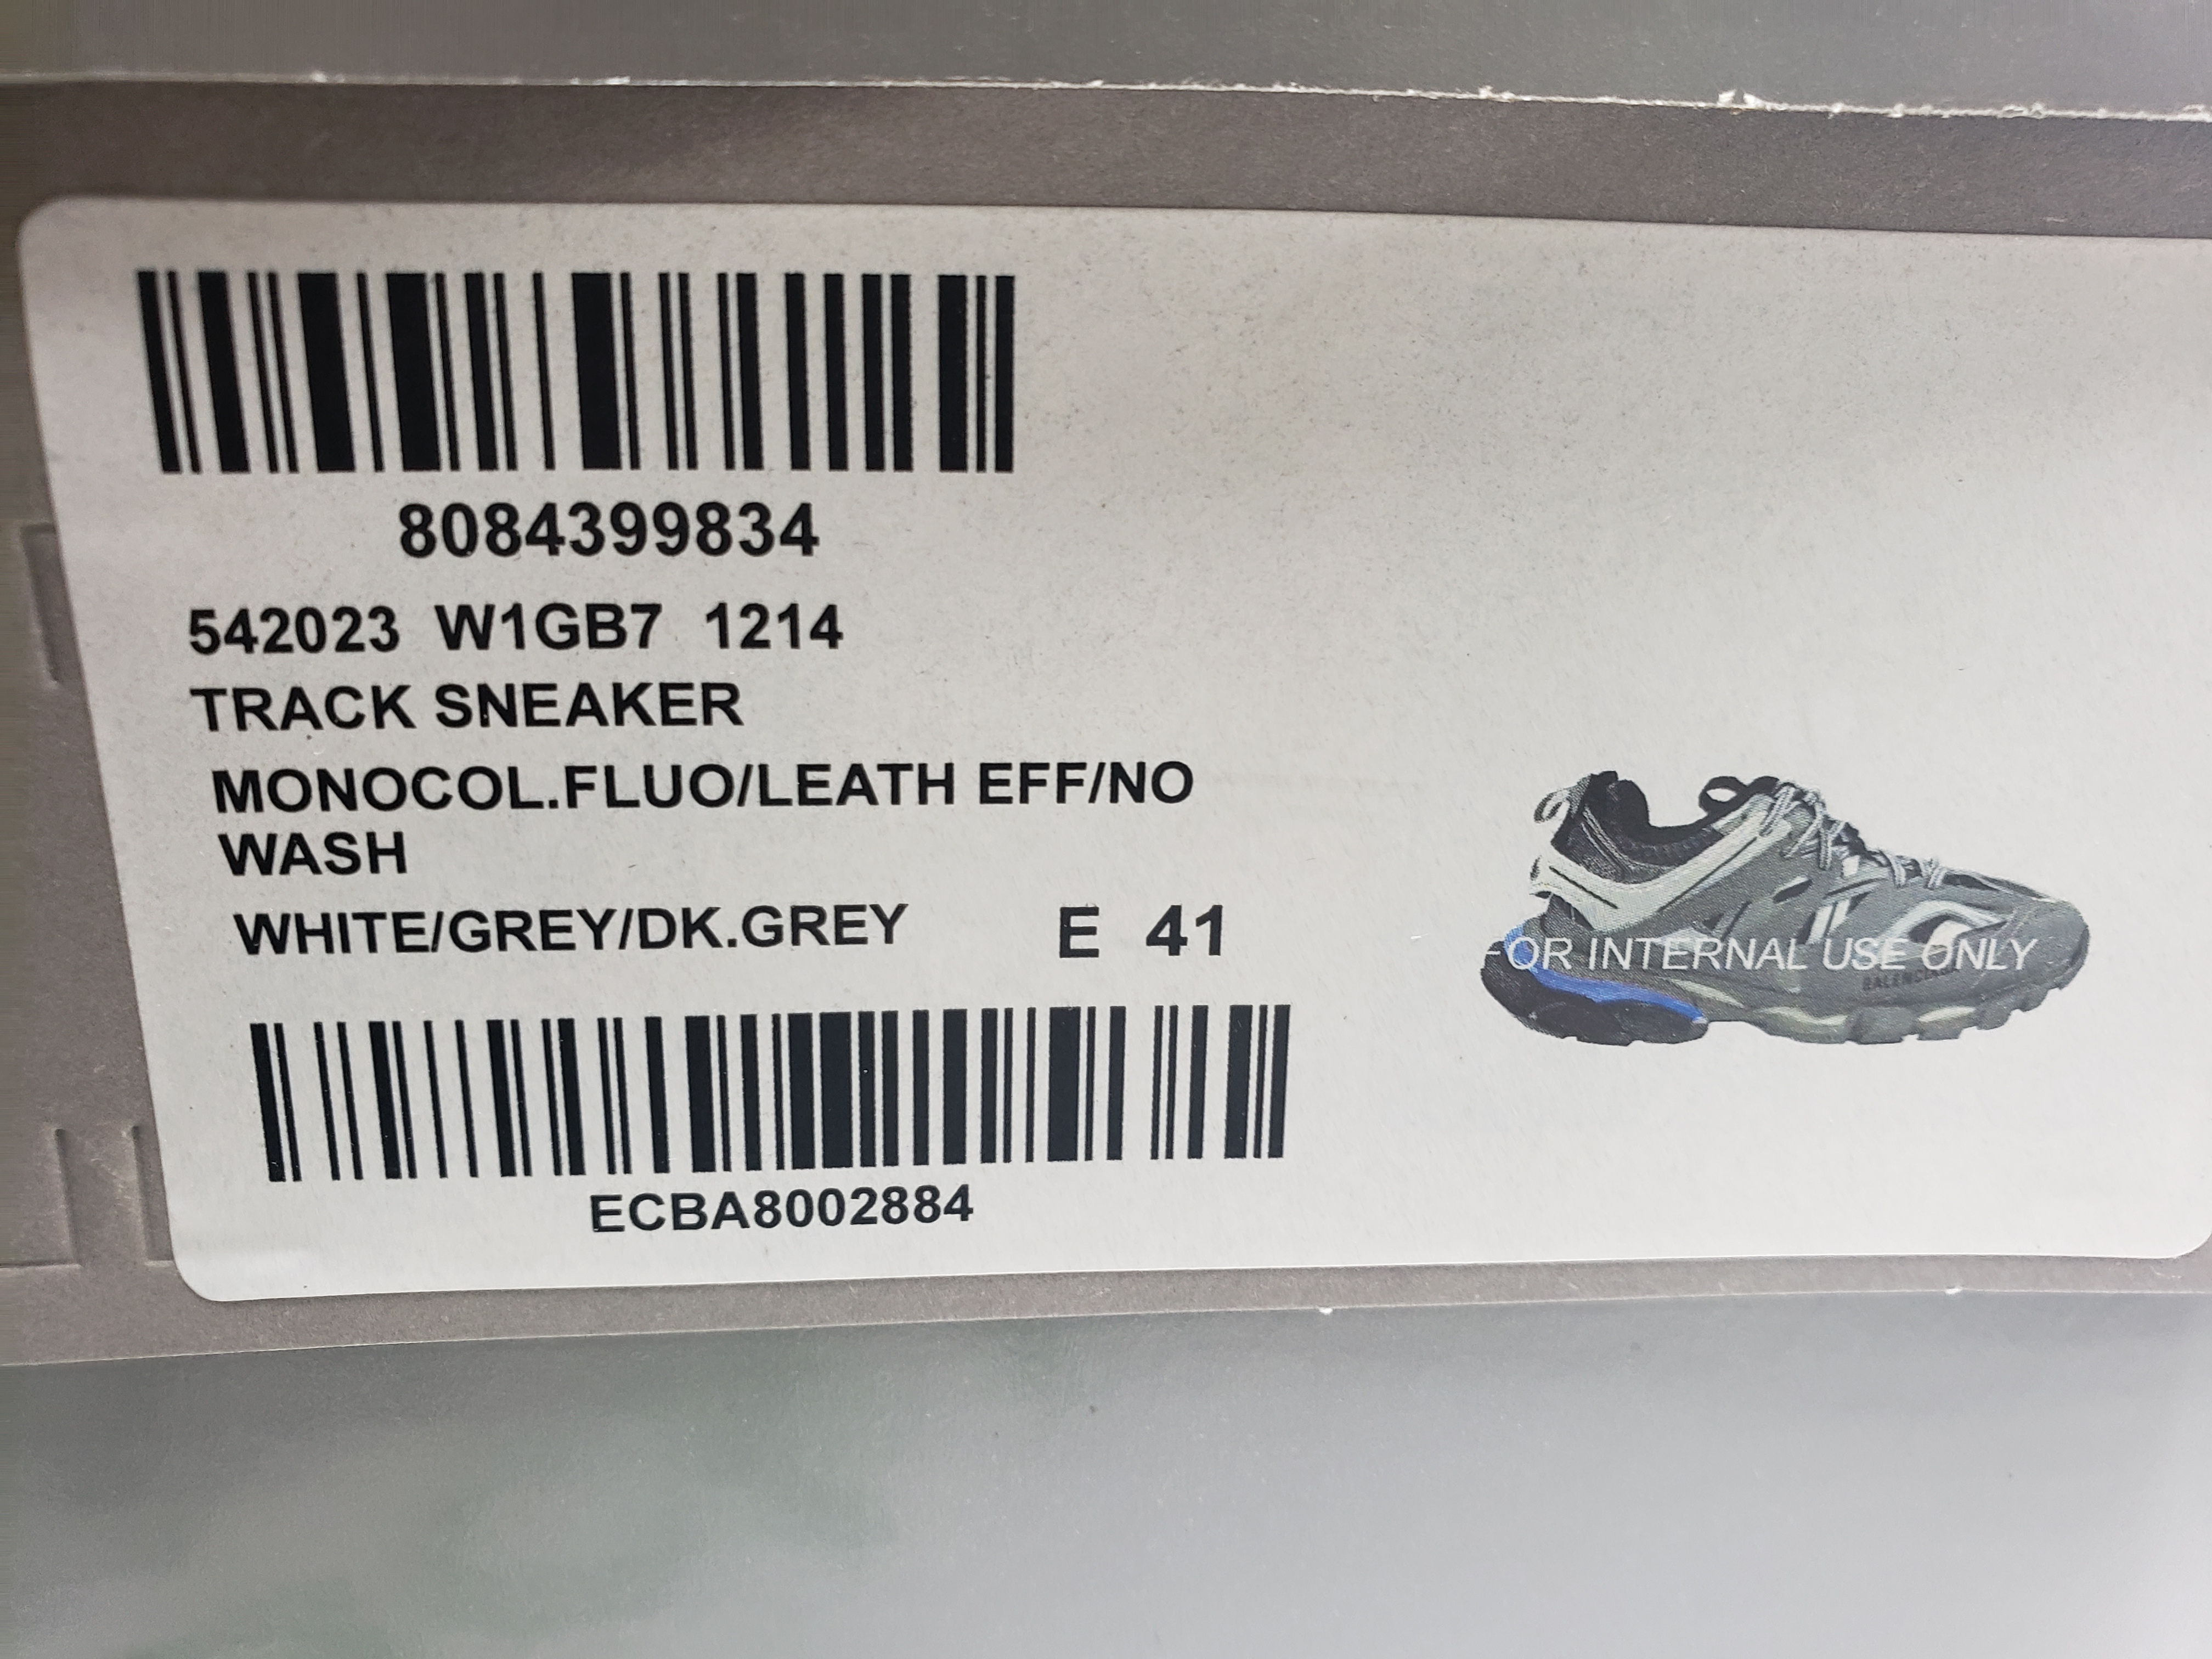 8084399834
542023 W1GB7 1214
TRACK SNEAKER
MONOCOL.FLUO/LEATH EFF/NO
WASH
WHITE/GREY/DK.GREY E 41
FOR INTERNAL USE ONLY
BALENCIAGA
ECBA8002884